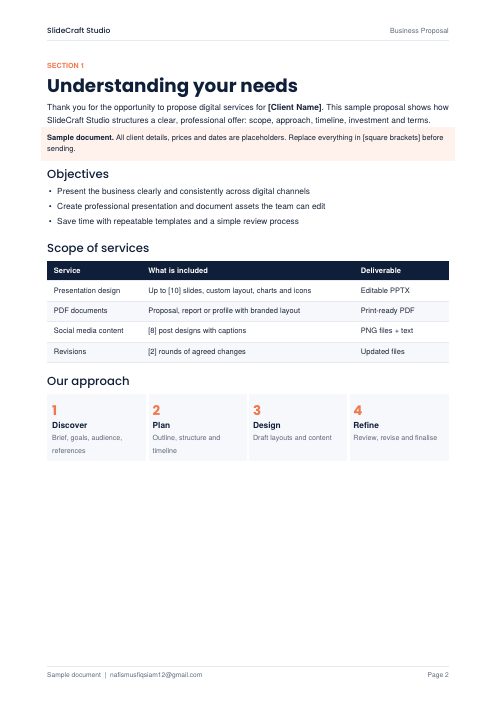 SlideCraft Studio
Business Proposal
SECTION 1
Understanding your needs
Thank you for the opportunity to propose digital services for [Client Name]. This sample proposal shows how
SlideCraft Studio structures a clear, professional offer: scope, approach, timeline, investment and terms.
Sample document. All client details, prices and dates are placeholders. Replace everything in [square brackets] before
sending.
Objectives
• Present the business clearly and consistently across digital channels
• Create professional presentation and document assets the team can edit
• Save time with repeatable templates and a simple review process
Scope of services
Service What is included Deliverable
Presentation design Up to [10] slides, custom layout, charts and icons Editable PPTX
PDF documents Proposal, report or profile with branded layout Print-ready PDF
Social media content [8] post designs with captions PNG files + text
Revisions [2] rounds of agreed changes Updated files
Our approach
1
Discover
Brief, goals, audience,
references
2
Plan
Outline, structure and
timeline
3
Design
Draft layouts and content
4
Refine
Review, revise and finalise
Sample document | nafismusfiqsiam12@gmail.com
Page 2